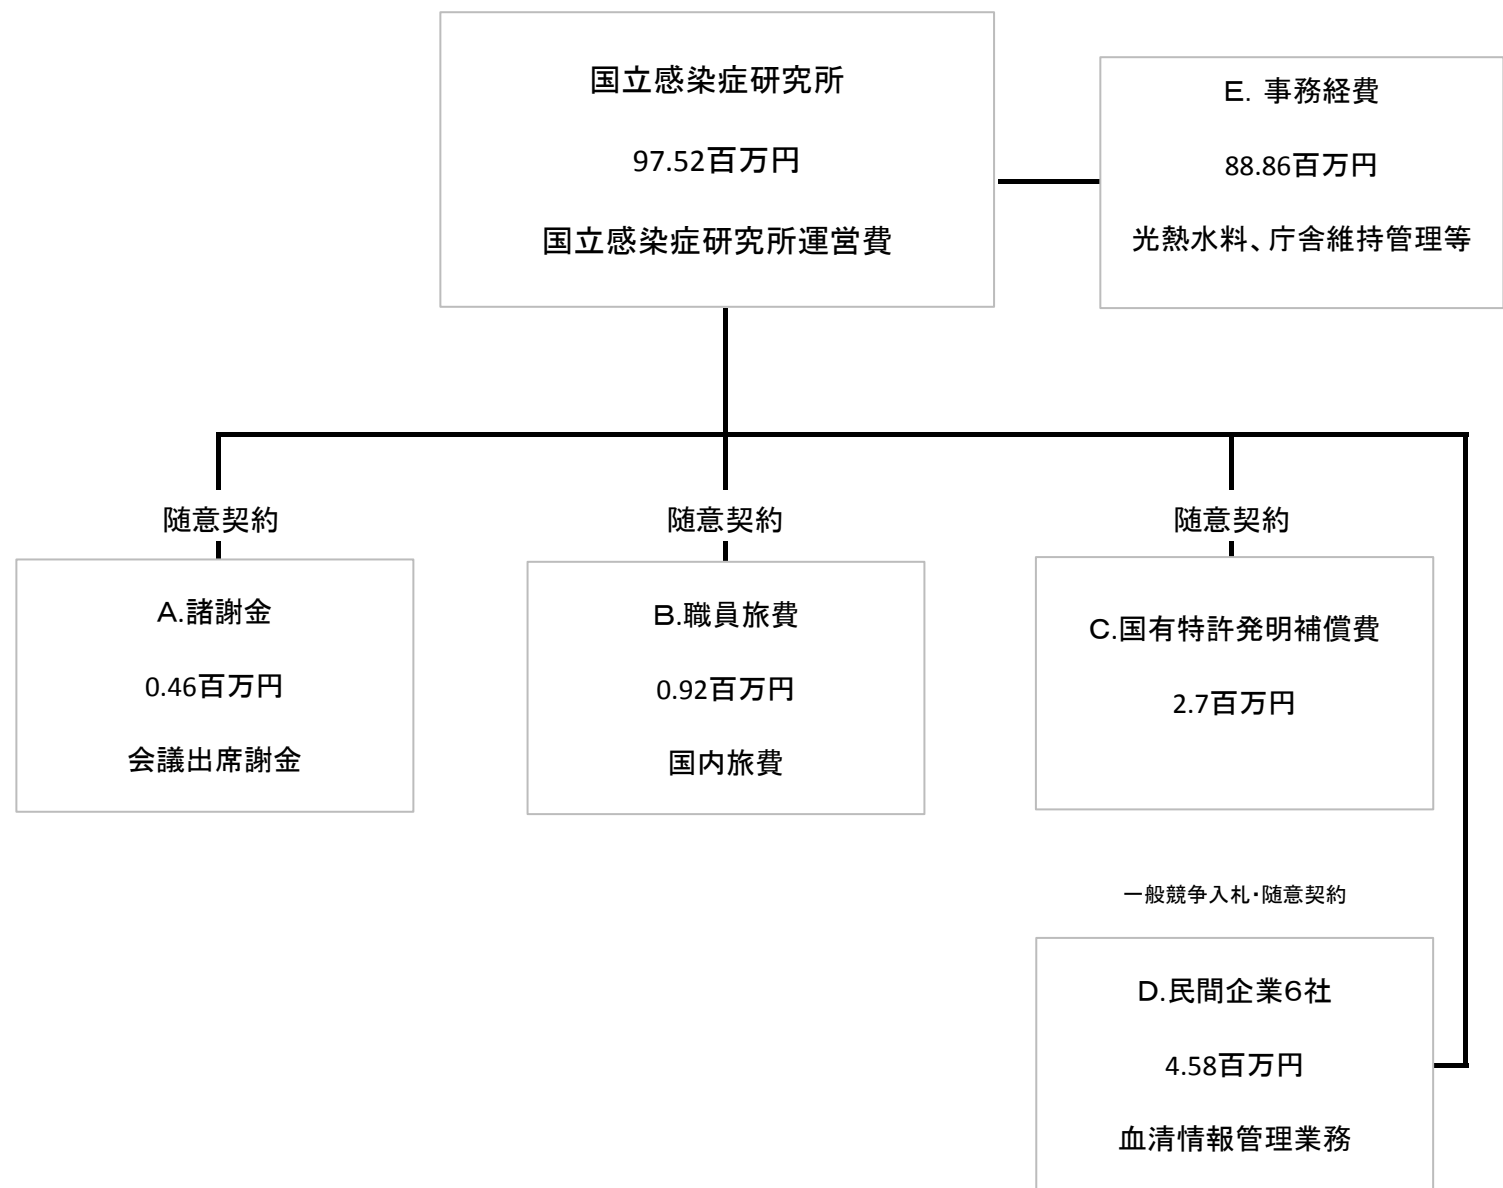 国立感染症研究所
97.52百万円
国立感染症研究所運営費
E. 事務経費
88.86百万円
光熱水料、庁舎維持管理等
随意契約
随意契約
随意契約
A.諸謝金
0.46百万円
会議出席謝金
B.職員旅費
0.92百万円
国内旅費
C.国有特許発明補償費
2.7百万円
一般競争入札・随意契約
D.民間企業6社
4.58百万円
血清情報管理業務